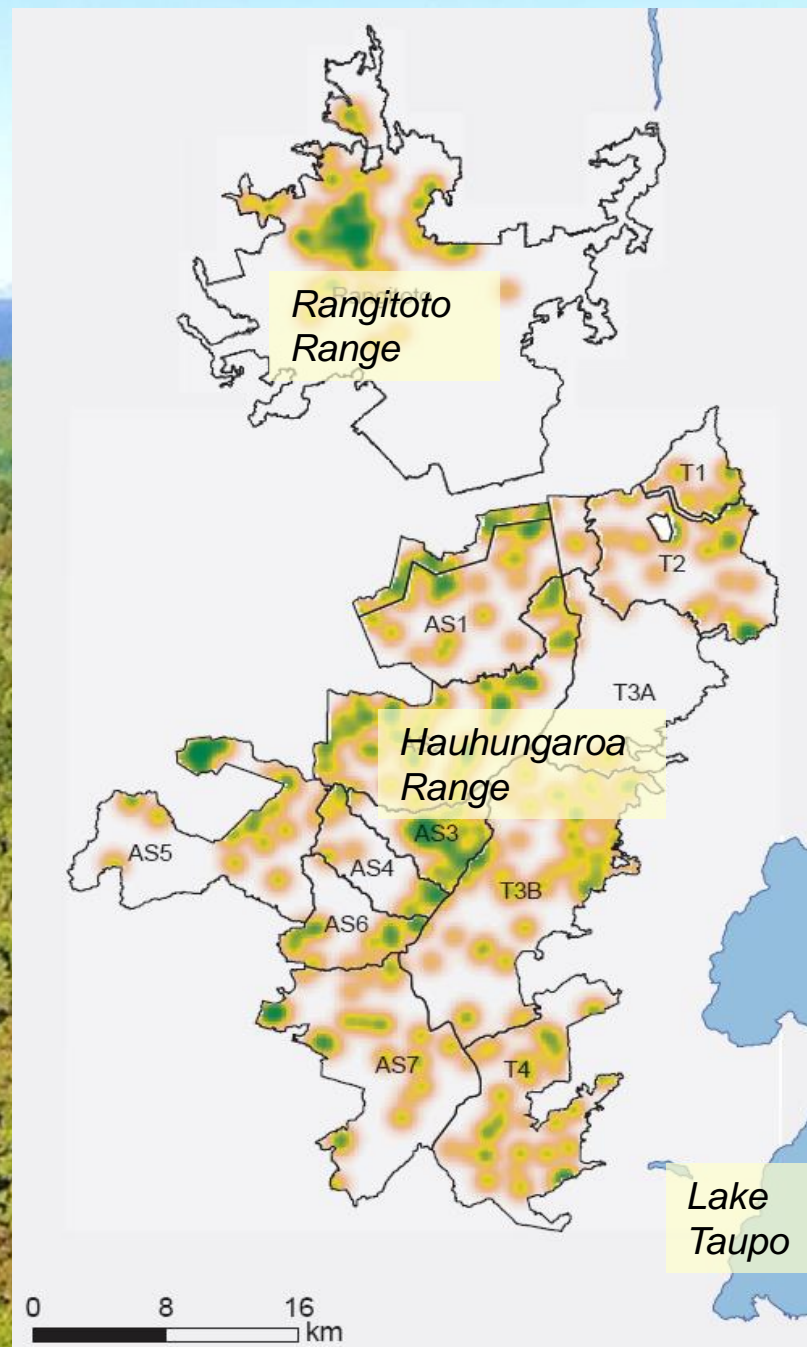 Rangitoto
Range
T1
T2
AS1
T3A
Hauhungaroa
Range
AS3
AS5
AS4
T3B
AS6
AS7
T4
Lake
Taupo
0 8 16
km